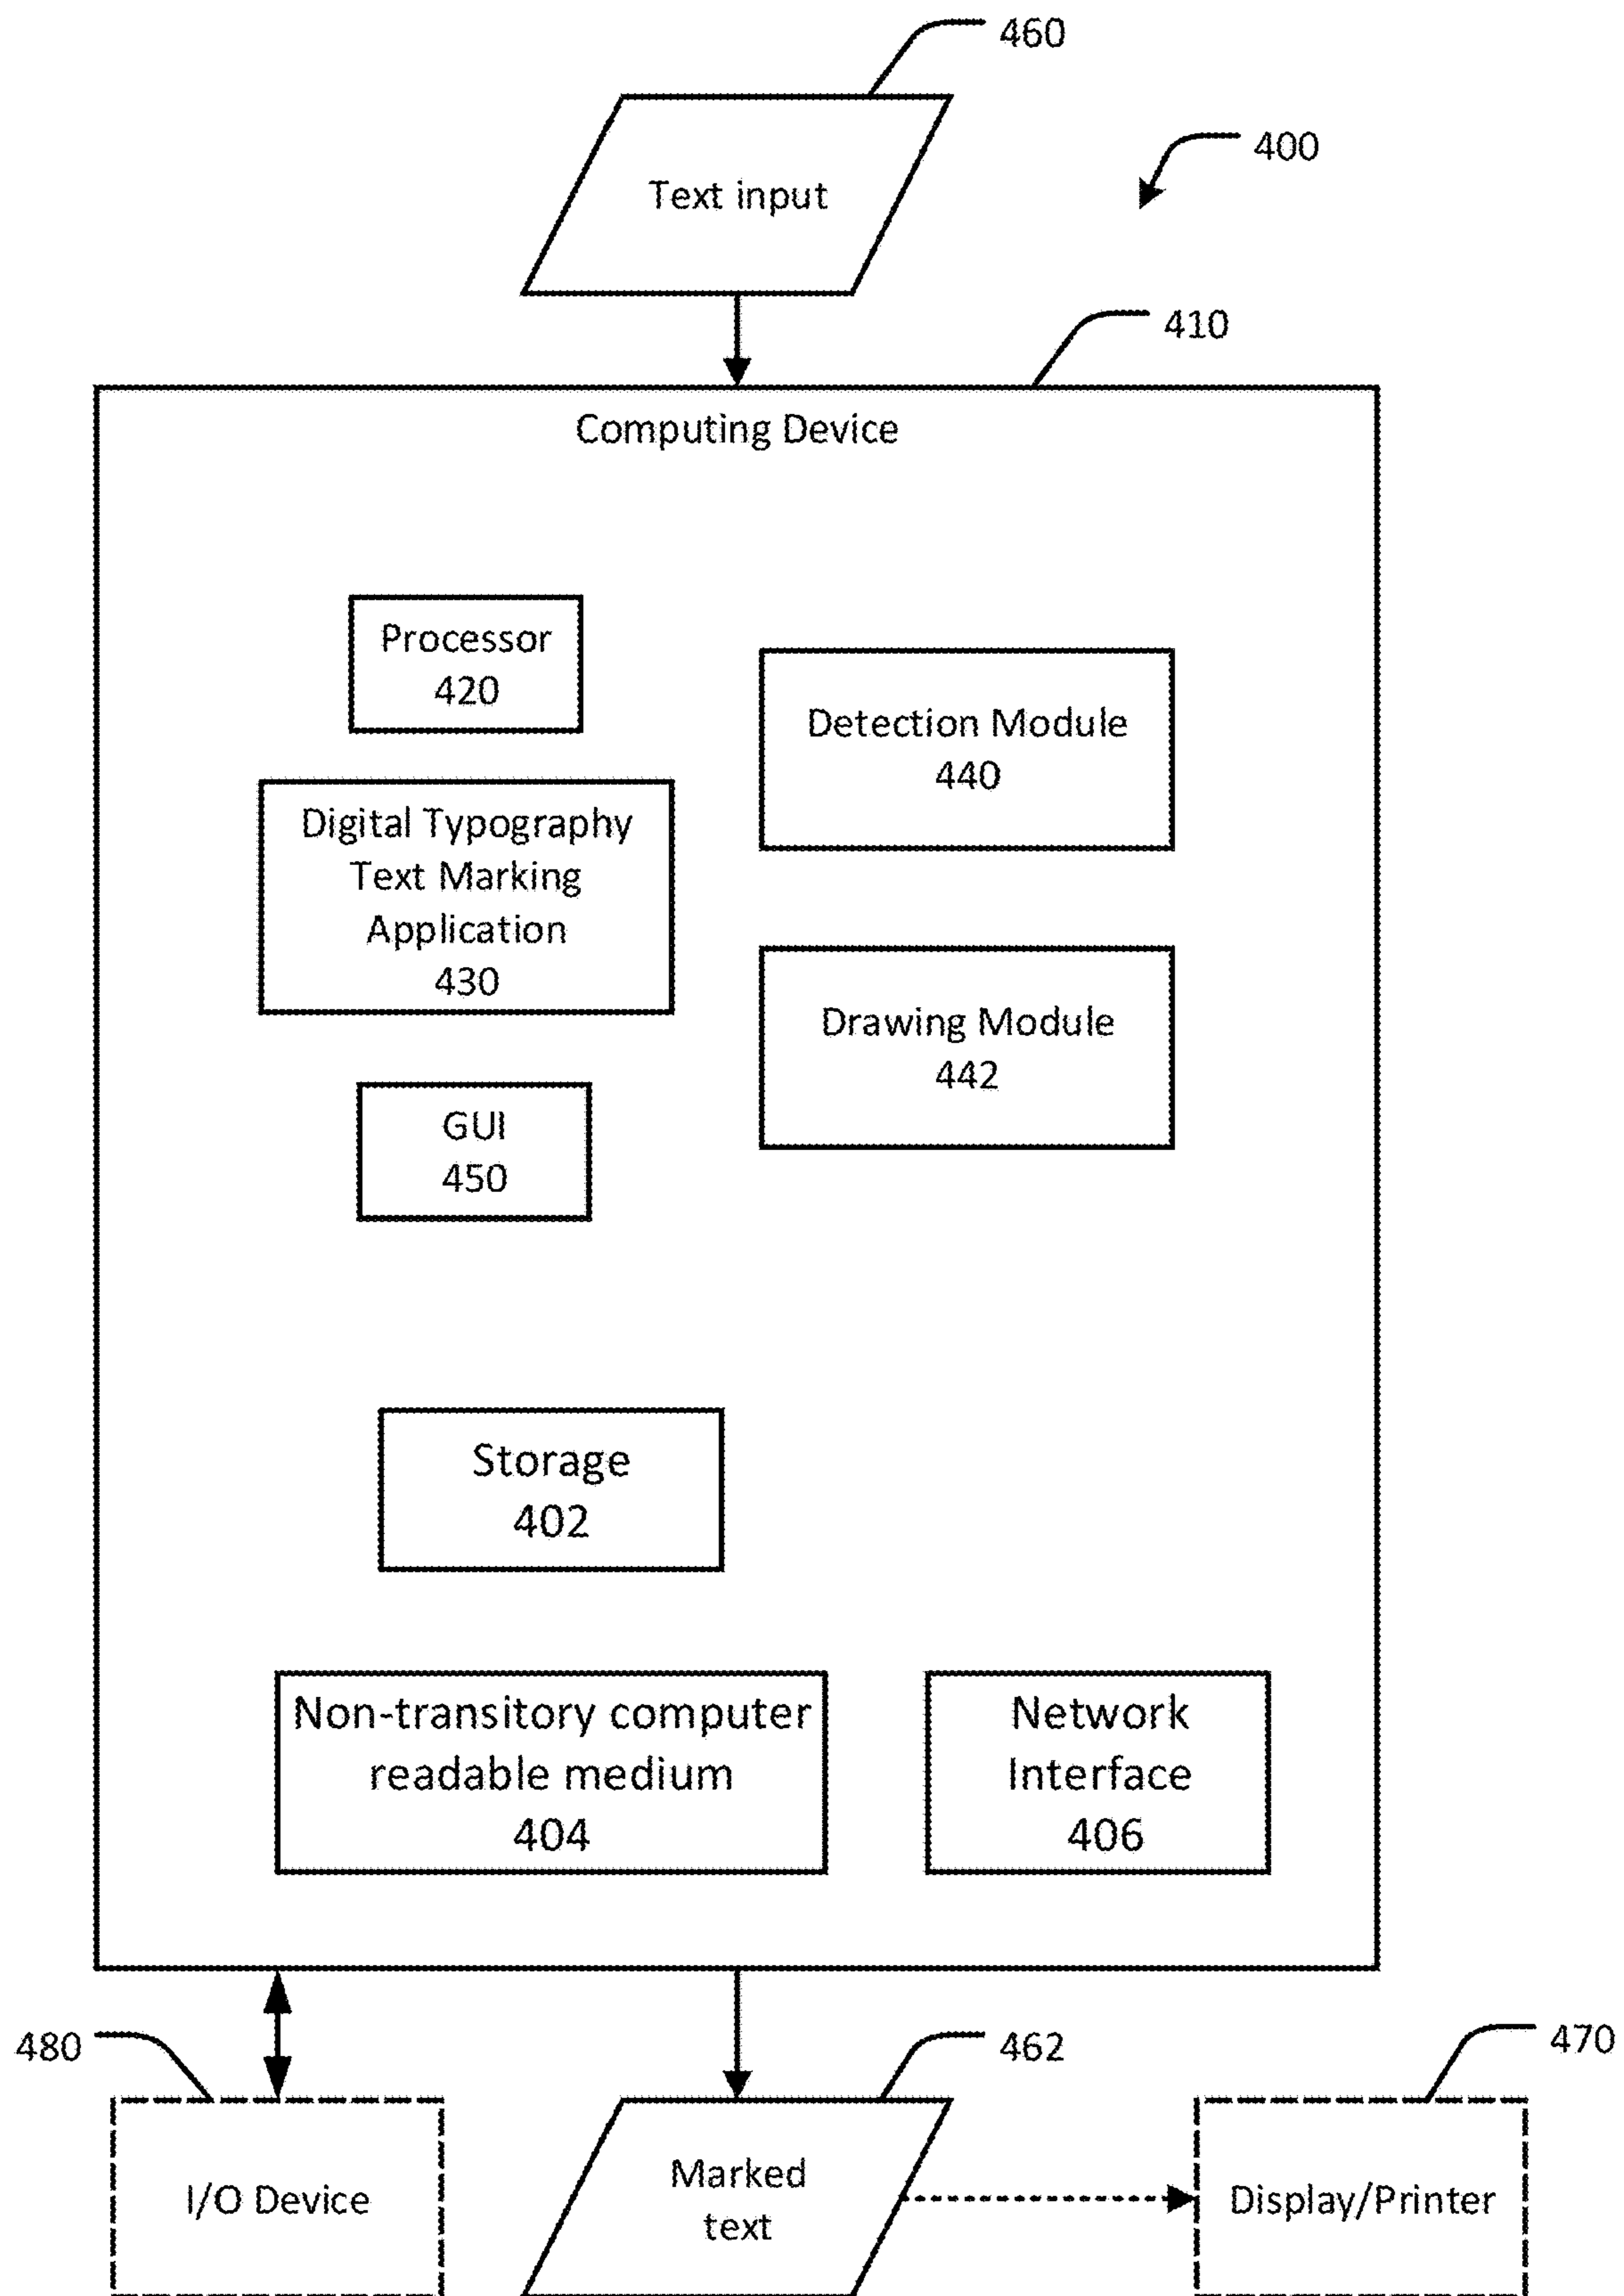 460
400
Text input
410
Computing Device
Processor
420
Detection Module
440
Digital Typography
Text Marking
Application
430
Drawing Module
442
GUI
450
Storage
402
Non-transitory computer
readable medium
404
Network
Interface
406
480
462
470
I/O Device
Marked
text
Display/Printer